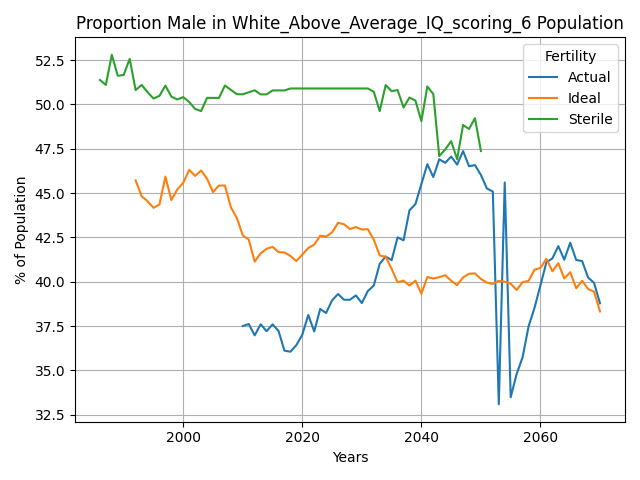 Proportion Male in White_Above_Average_IQ_scoring_6 Population
Fertility
Actual
Ideal
Sterile
52.5
50.0
47.5
45.0
42.5
40.0
37.5
35.0
32.5
% of Population
2000
2020
2040
2060
Years